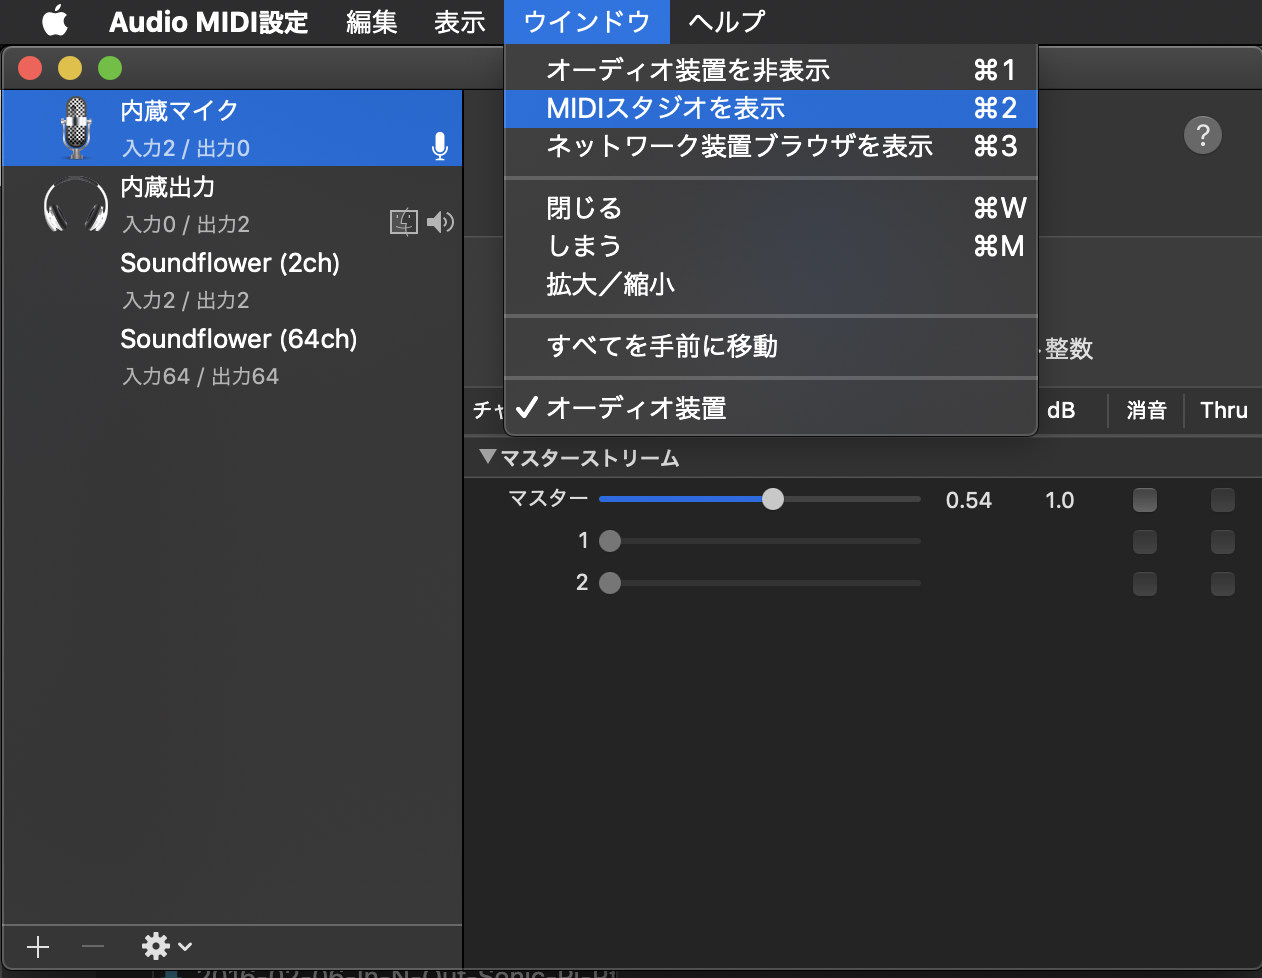 Audio MIDI設定 編集 表示 ウインドウ ヘルプ
オーディオ装置を非表示 ⌘1
MIDIスタジオを表示 ⌘2
ネットワーク装置ブラウザを表示 ⌘3
閉じる ⌘W
しまう ⌘M
拡大／縮小
すべてを手前に移動
✓ オーディオ装置
内蔵マイク
入力2 / 出力0
内蔵出力
入力0 / 出力2
Soundflower (2ch)
入力2 / 出力2
Soundflower (64ch)
入力64 / 出力64
?
整数
チャ dB 消音 Thru
▼マスターストリーム
マスター 0.54 1.0
1
2